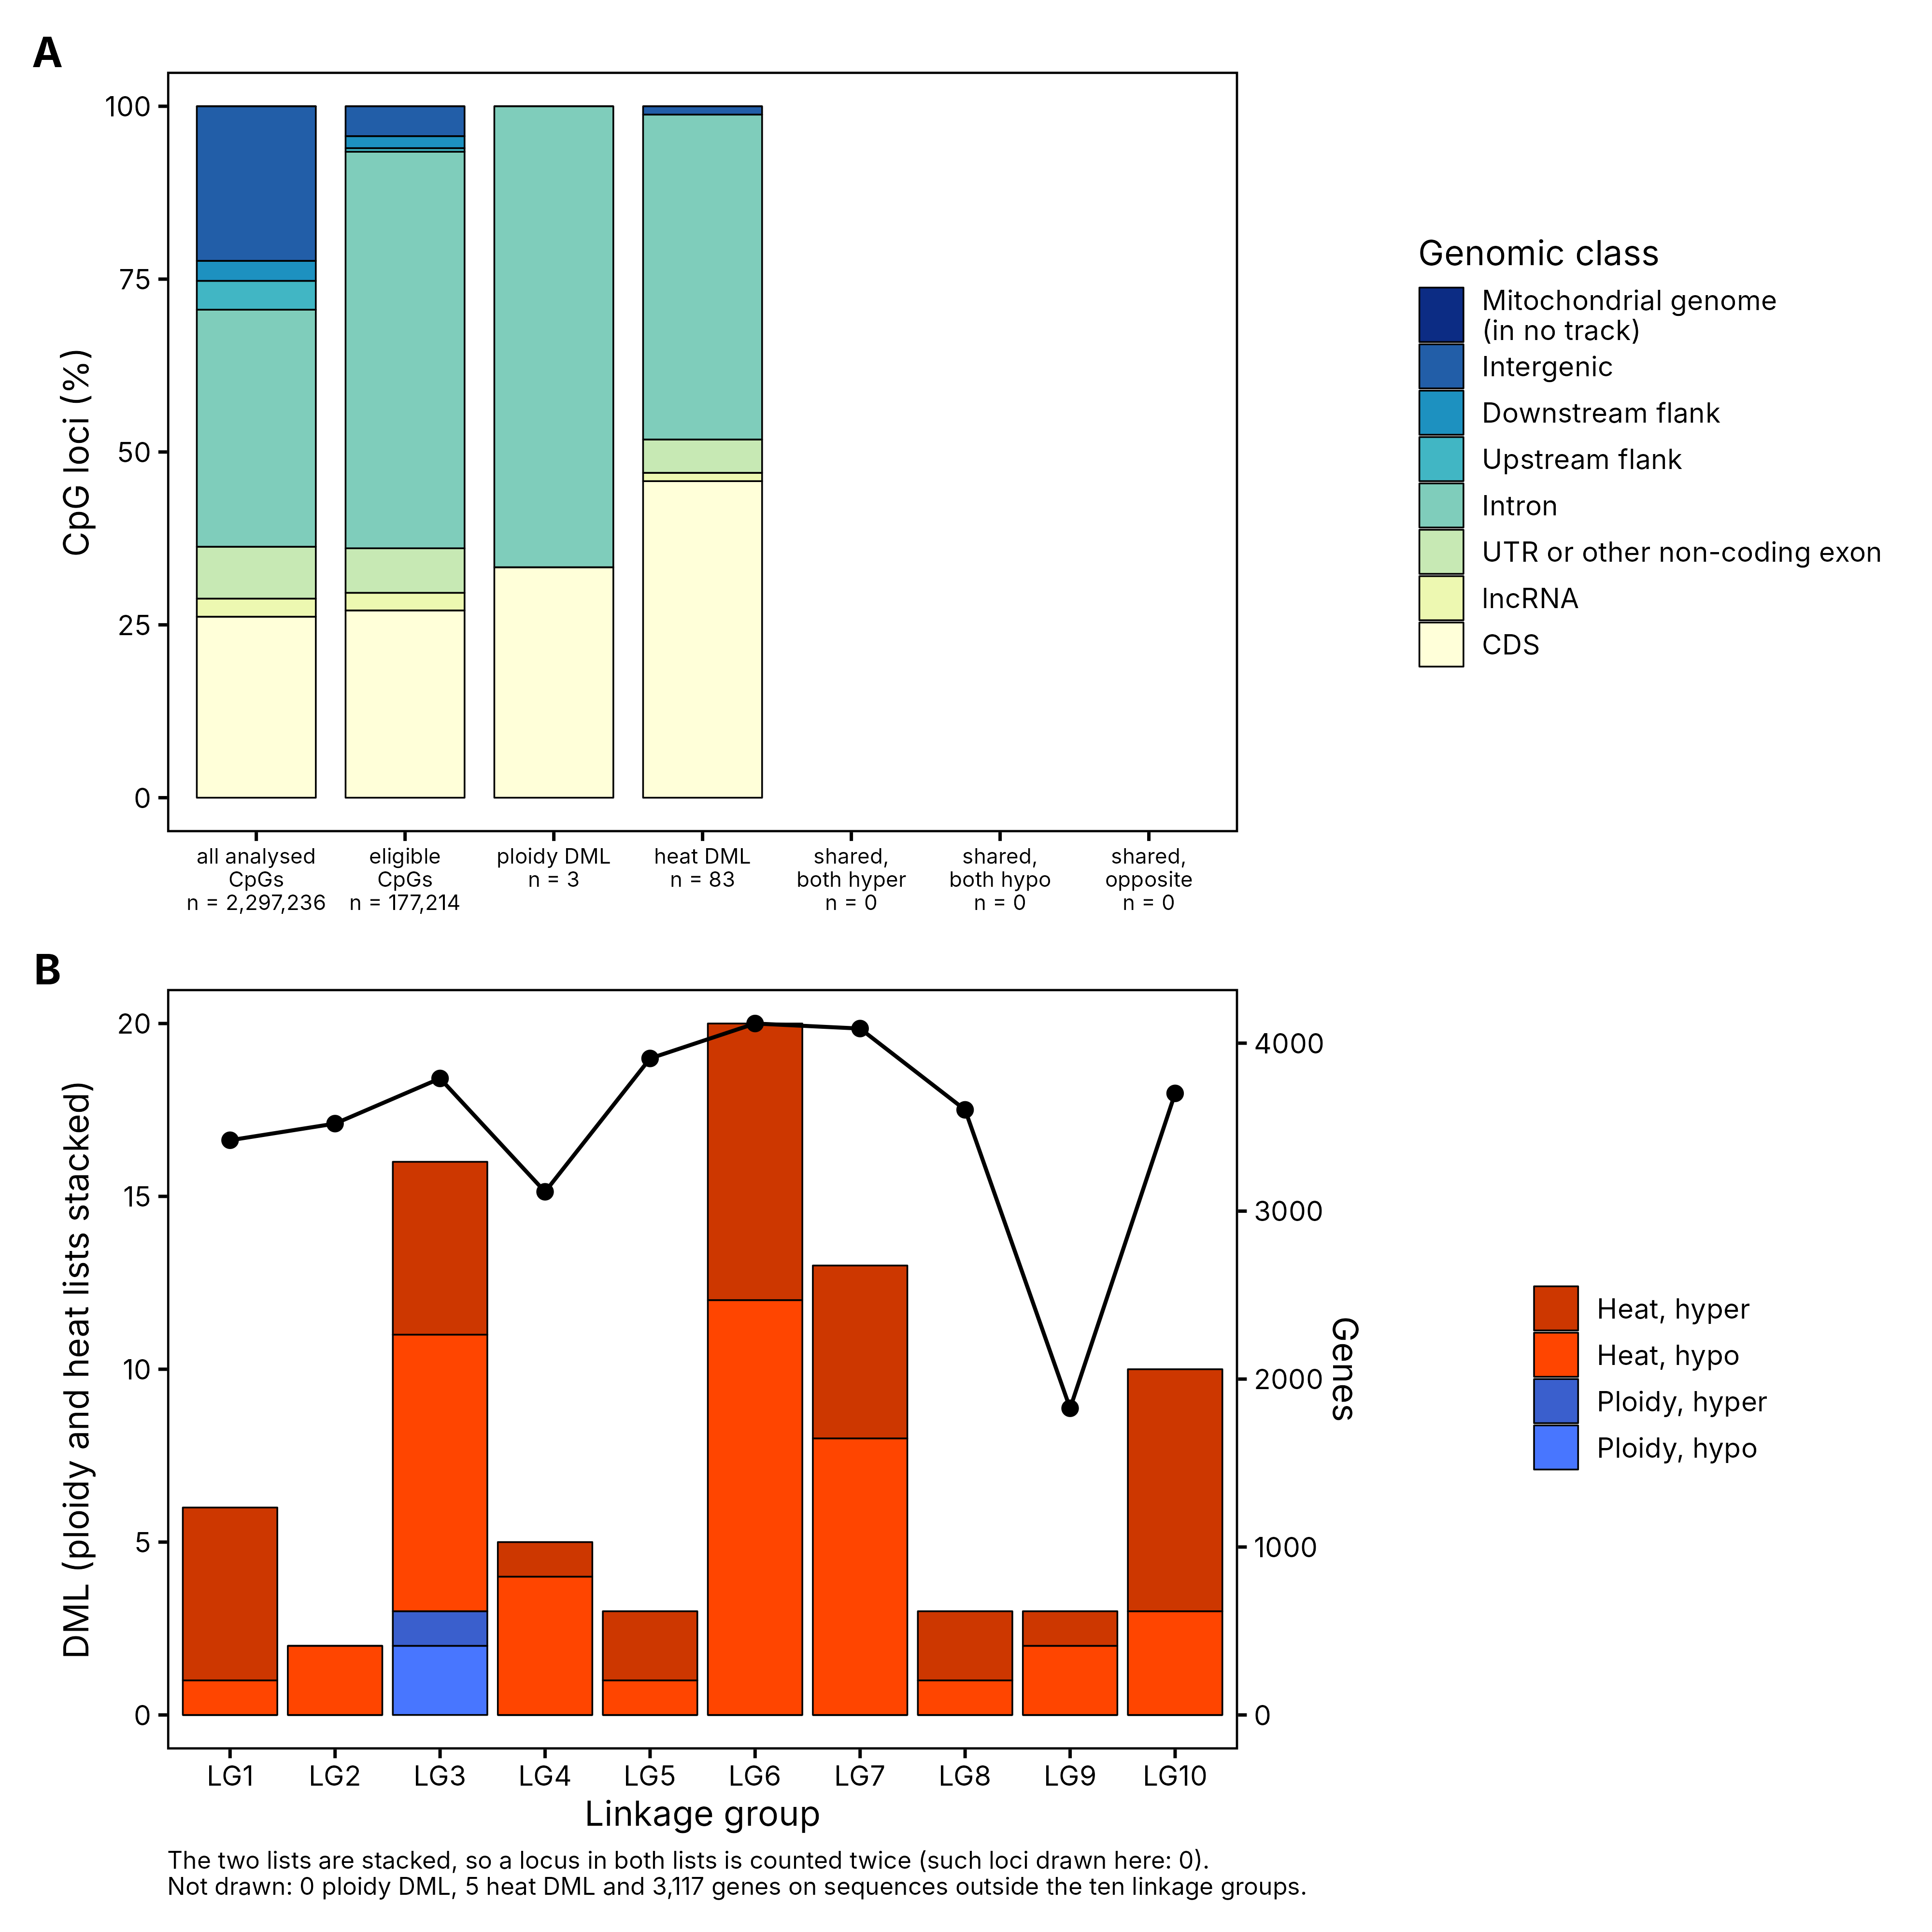 A
CpG loci (%)
100
75
50
25
0
all analysed
CpGs
n = 2,297,236
eligible
CpGs
n = 177,214
ploidy DML
n = 3
heat DML
n = 83
shared,
both hyper
n = 0
shared,
both hypo
n = 0
shared,
opposite
n = 0
Genomic class
Mitochondrial genome
(in no track)
Intergenic
Downstream flank
Upstream flank
Intron
UTR or other non-coding exon
lncRNA
CDS
B
DML (ploidy and heat lists stacked)
20
15
10
5
0
4000
3000
2000
1000
0
Genes
LG1
LG2
LG3
LG4
LG5
LG6
LG7
LG8
LG9
LG10
Linkage group
Heat, hyper
Heat, hypo
Ploidy, hyper
Ploidy, hypo
The two lists are stacked, so a locus in both lists is counted twice (such loci drawn here: 0).
Not drawn: 0 ploidy DML, 5 heat DML and 3,117 genes on sequences outside the ten linkage groups.